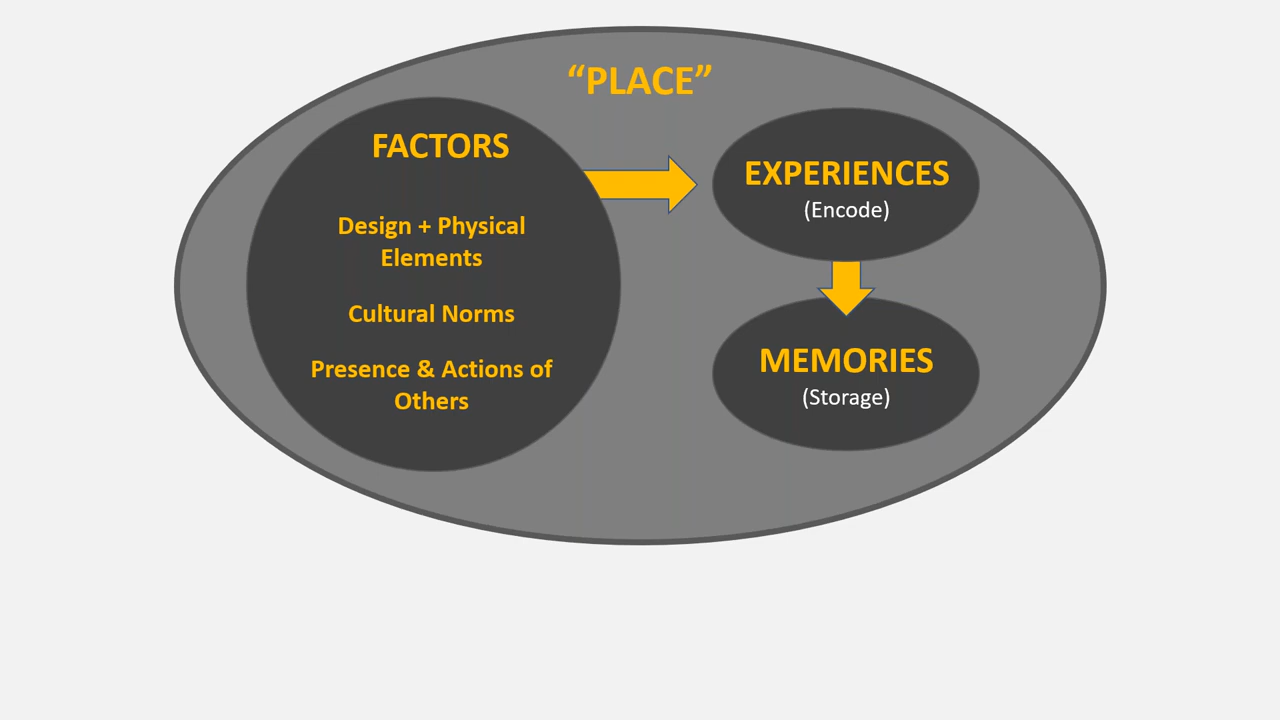 “PLACE”
FACTORS
Design + Physical
Elements
Cultural Norms
Presence & Actions of
Others
EXPERIENCES
(Encode)
MEMORIES
(Storage)